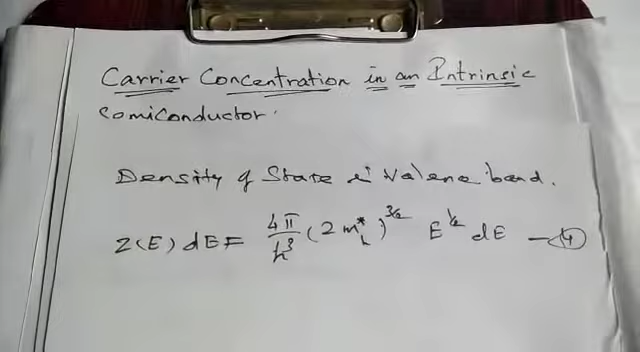 Carrier Concentration in an Intrinsic
Semiconductor.
Density of State in Valence band.
Z(E) dE = 4π/h³ (2 m*h)^3/2 E^1/2 dE —(4)